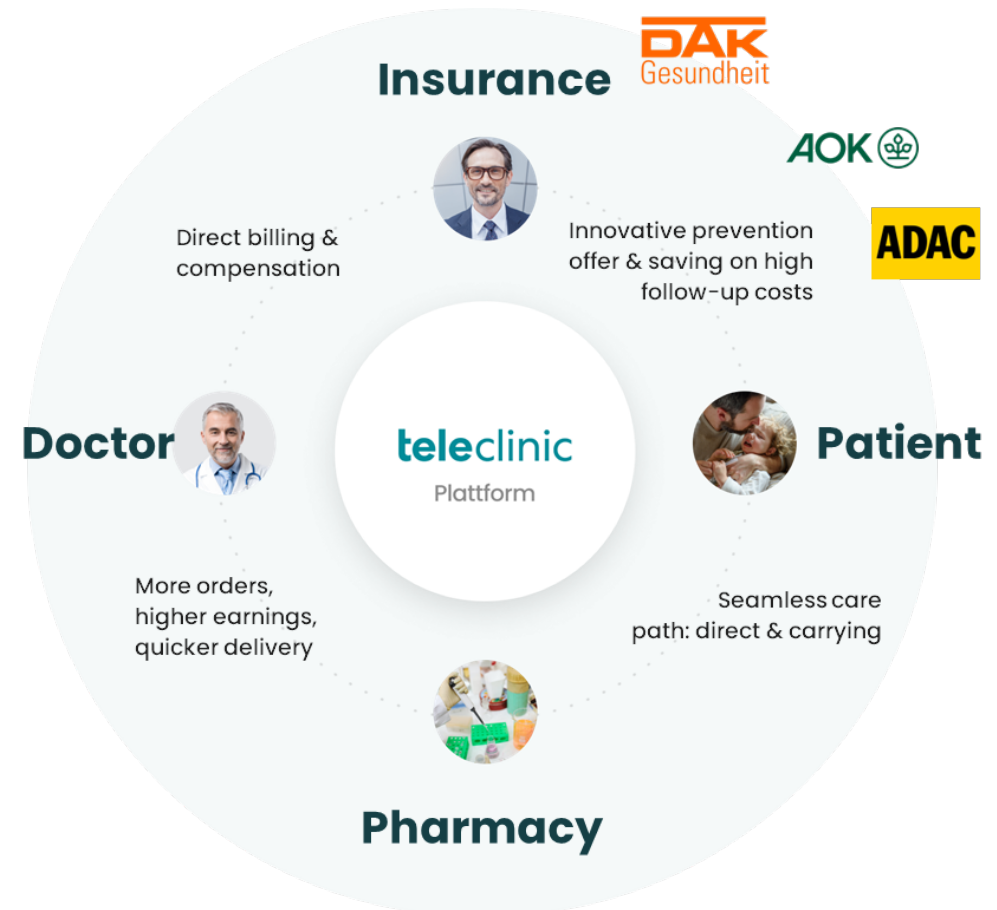 Insurance
DAK
Gesundheit
AOK
ADAC
Direct billing &
compensation
Innovative prevention
offer & saving on high
follow-up costs
Doctor
teleclinic
Plattform
Patient
More orders,
higher earnings,
quicker delivery
Seamless care
path: direct & carrying
Pharmacy